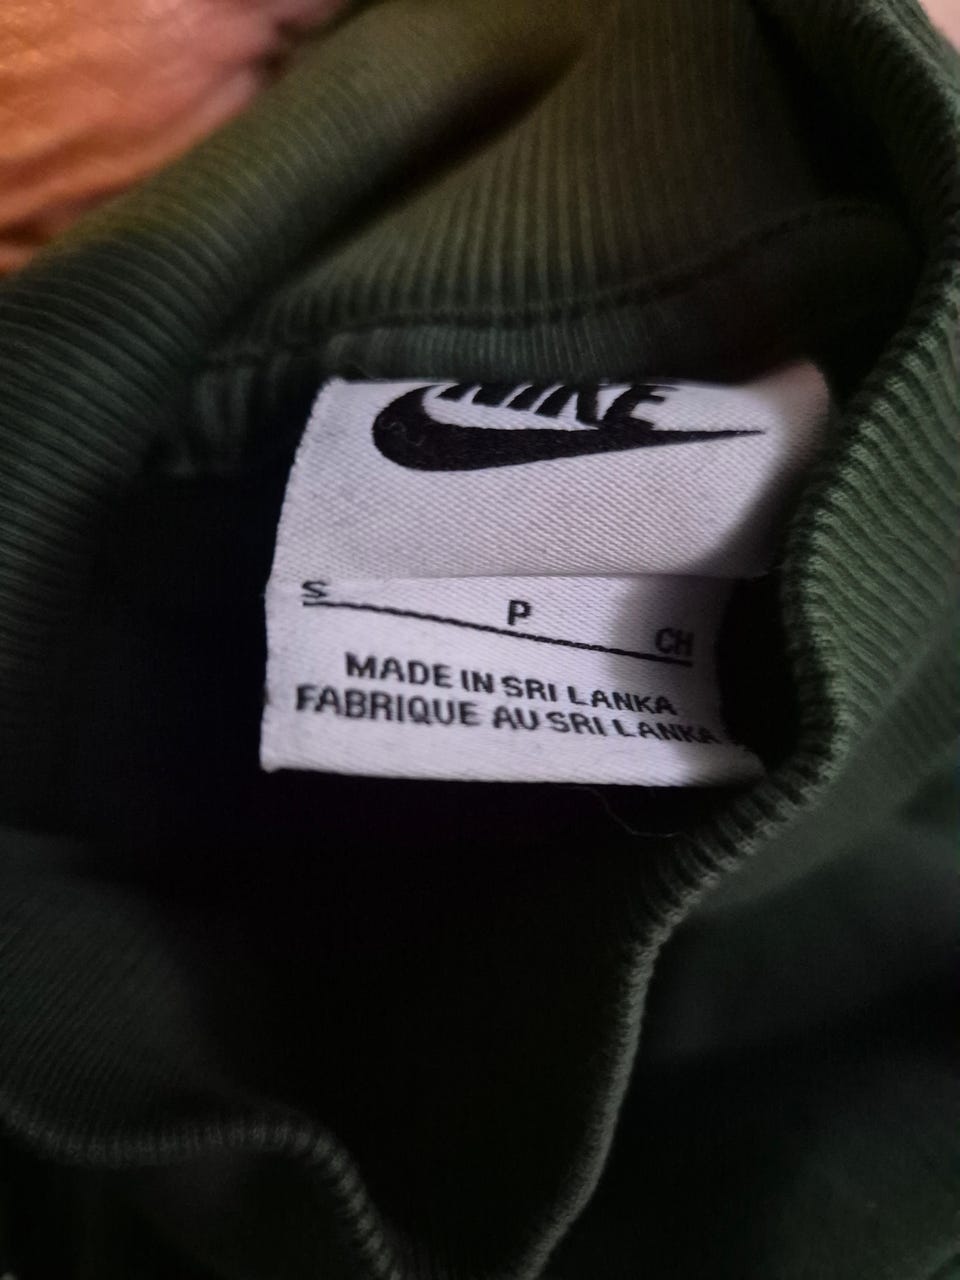 NIKE
S P CH
MADE IN SRI LANKA
FABRIQUE AU SRI LANKA